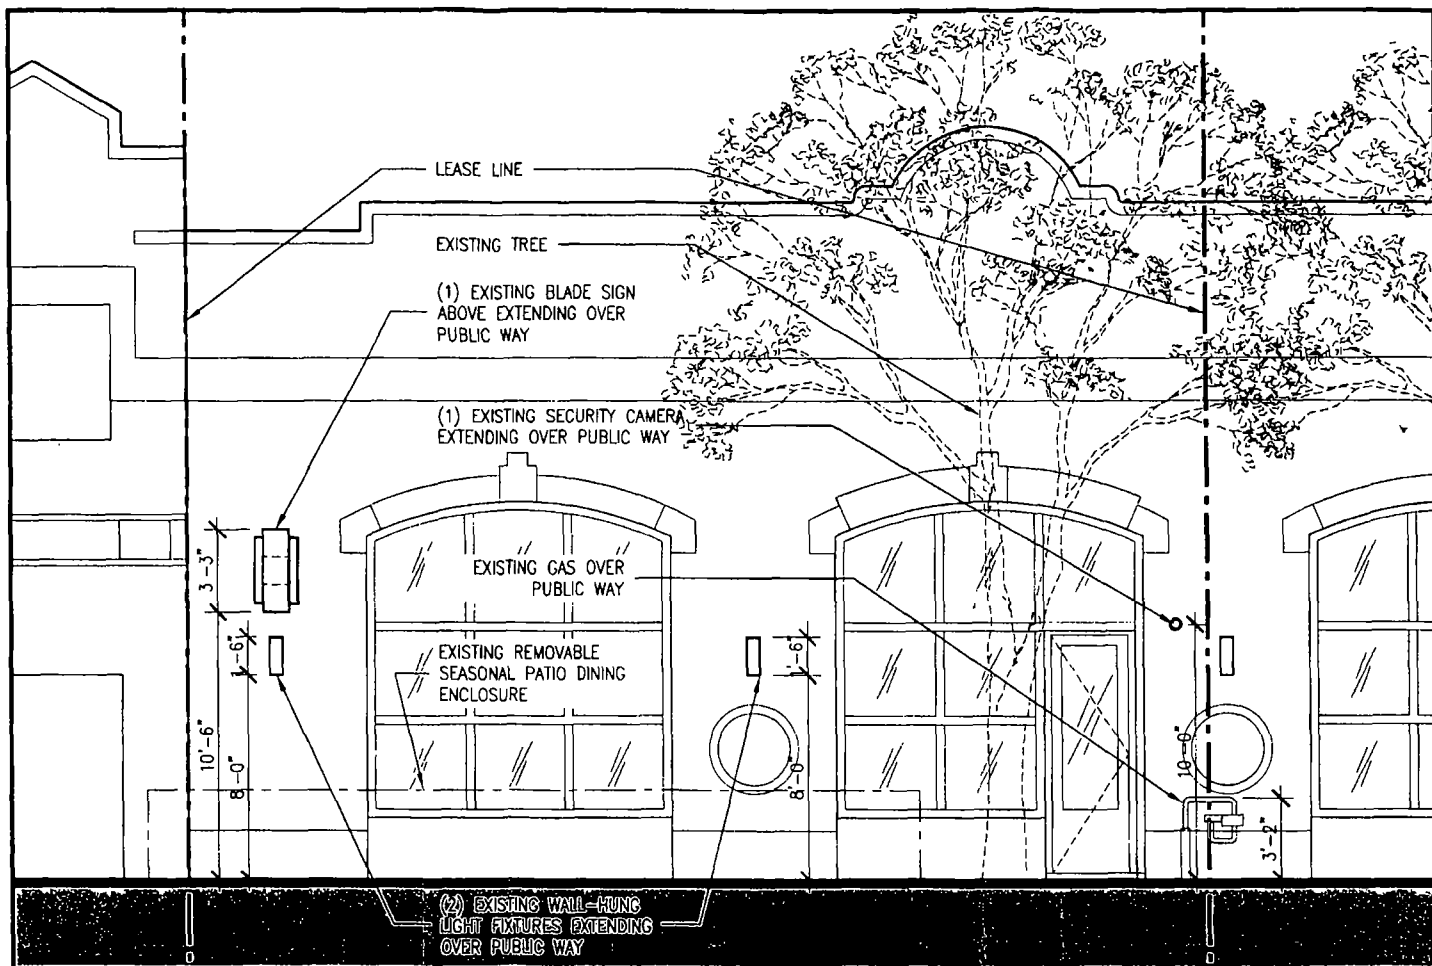 LEASE LINE
EXISTING TREE
(1) EXISTING BLADE SIGN
ABOVE EXTENDING OVER
PUBLIC WAY
(1) EXISTING SECURITY CAMERA
EXTENDING OVER PUBLIC WAY
EXISTING GAS OVER
PUBLIC WAY
EXISTING REMOVABLE
SEASONAL PATIO DINING
ENCLOSURE
3'-3"
1'-6"
10'-6"
8'-0"
1'-6"
8'-0"
10'-0"
3'-2"
(2) EXISTING WALL-HUNG
LIGHT FIXTURES EXTENDING
OVER PUBLIC WAY